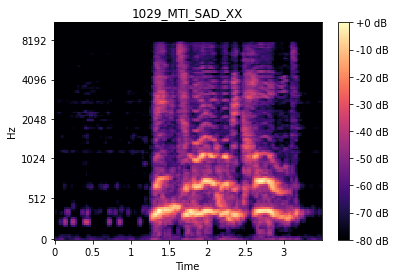 1029_MTI_SAD_XX
+0 dB
8192
-10 dB
4096
-20 dB
-30 dB
2048
Hz
-40 dB
1024
-50 dB
-60 dB
512
-70 dB
0
-80 dB
0 0.5 1 1.5 2 2.5 3
Time